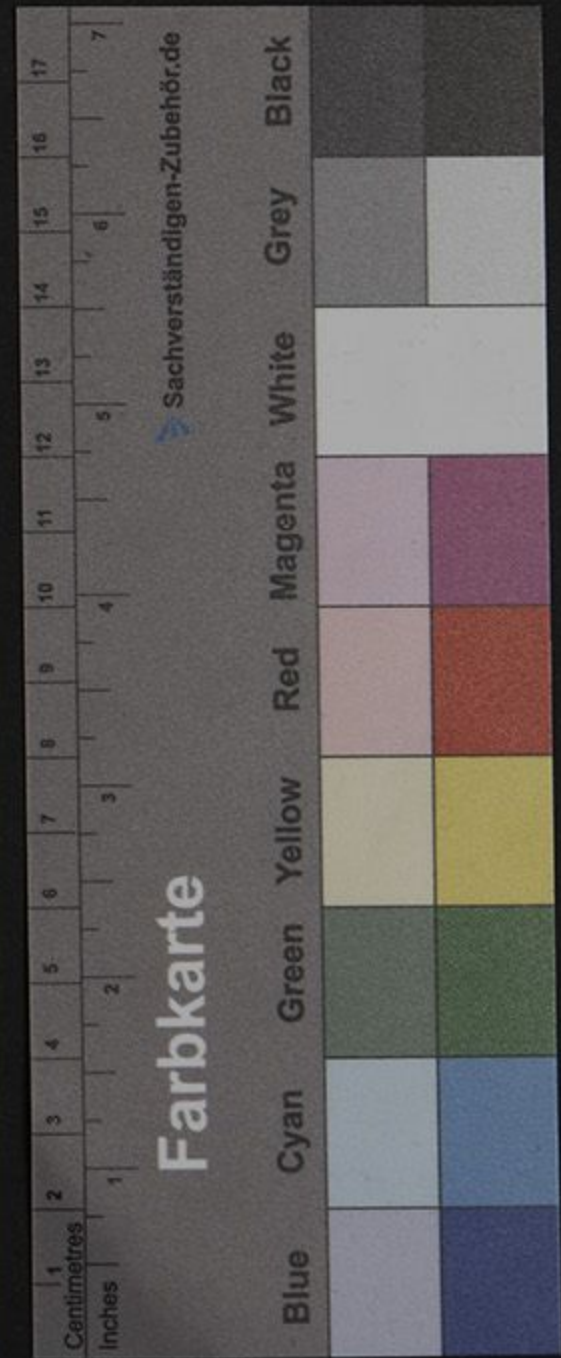 Centimetres 1 2 3 4 5 6 7 8 9 10 11 12 13 14 15 16 17
Inches 1 2 3 4 5 6 7
Farbkarte
Sachverständigen-Zubehör.de
Blue Cyan Green Yellow Red Magenta White Grey Black